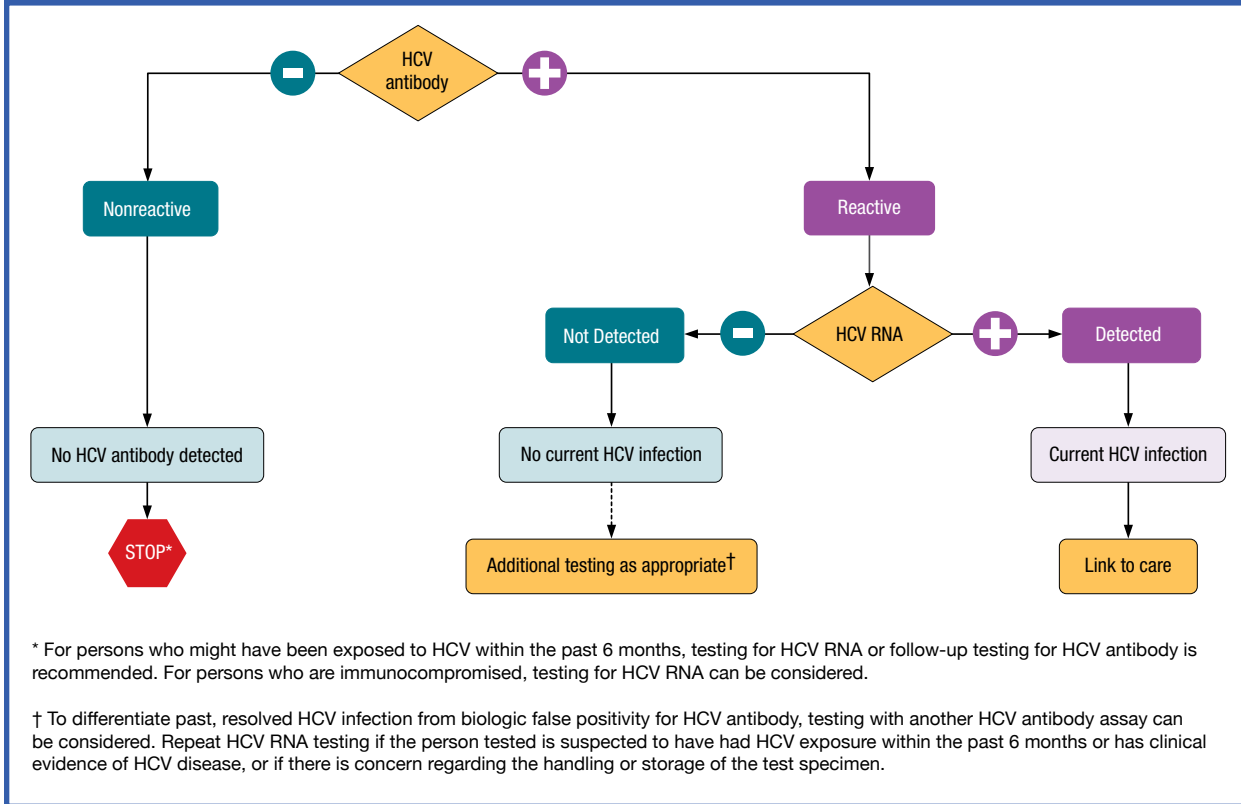 HCV
antibody
Nonreactive
Reactive
Not Detected
HCV RNA
Detected
No HCV antibody detected
No current HCV infection
Current HCV infection
STOP*
Additional testing as appropriate†
Link to care
* For persons who might have been exposed to HCV within the past 6 months, testing for HCV RNA or follow-up testing for HCV antibody is
recommended. For persons who are immunocompromised, testing for HCV RNA can be considered.
† To differentiate past, resolved HCV infection from biologic false positivity for HCV antibody, testing with another HCV antibody assay can
be considered. Repeat HCV RNA testing if the person tested is suspected to have had HCV exposure within the past 6 months or has clinical
evidence of HCV disease, or if there is concern regarding the handling or storage of the test specimen.